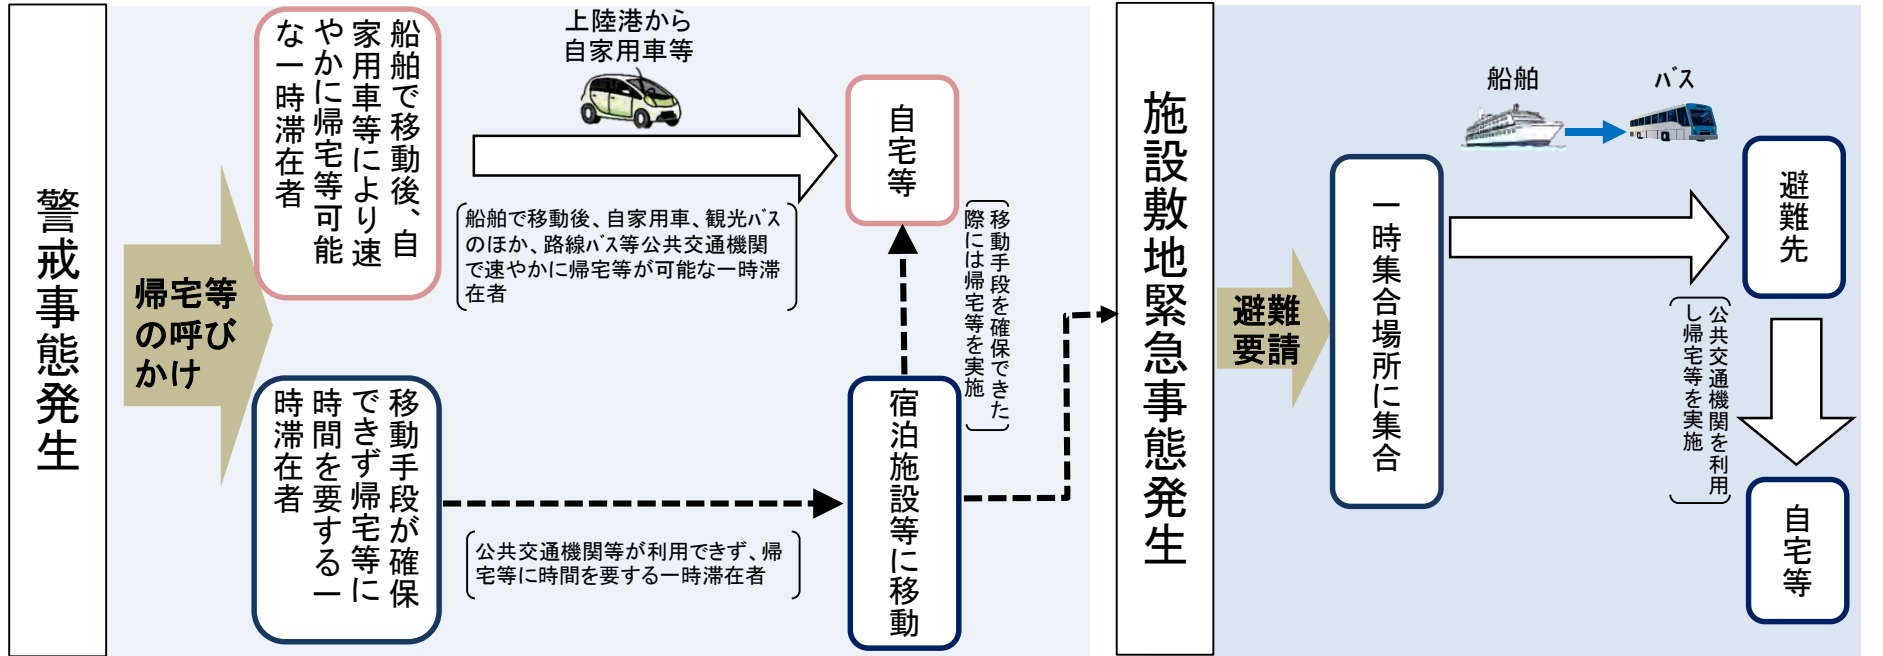 警戒事態発生
帰宅等
の呼び
かけ
船舶で移動後、自
家用車等により速
やかに帰宅等可能
な一時滞在者
上陸港から
自家用車等
船舶で移動後、自家用車、観光バス
のほか、路線バス等公共交通機関
で速やかに帰宅等が可能な一時滞
在者
自宅等
移動手段を確保できた
際には帰宅等を実施
移動手段が確保
できず帰宅等に
時間を要する一
時滞在者
公共交通機関等が利用できず、帰
宅等に時間を要する一時滞在者
宿泊施設等に移動
施設敷地緊急事態発生
避難
要請
一時集合場所に集合
船舶
バス
避難先
公共交通機関を利用
し帰宅等を実施
自宅等